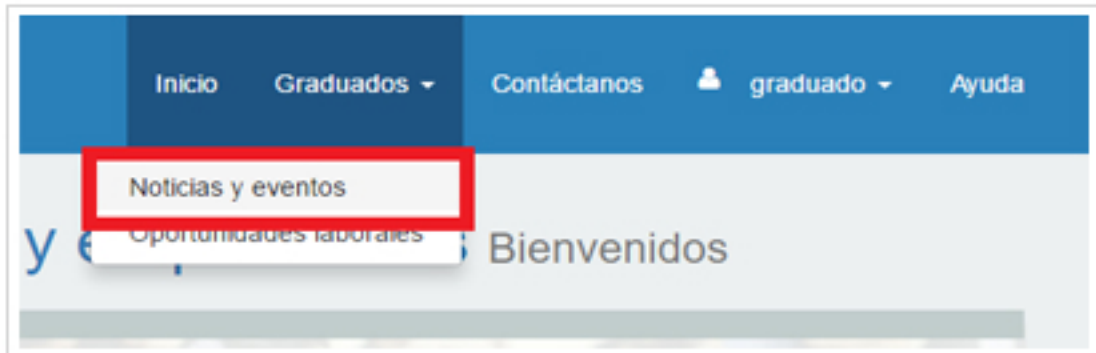 Inicio Graduados Contáctanos graduado Ayuda
Noticias y eventos
Oportunidades laborales
y Bienvenidos